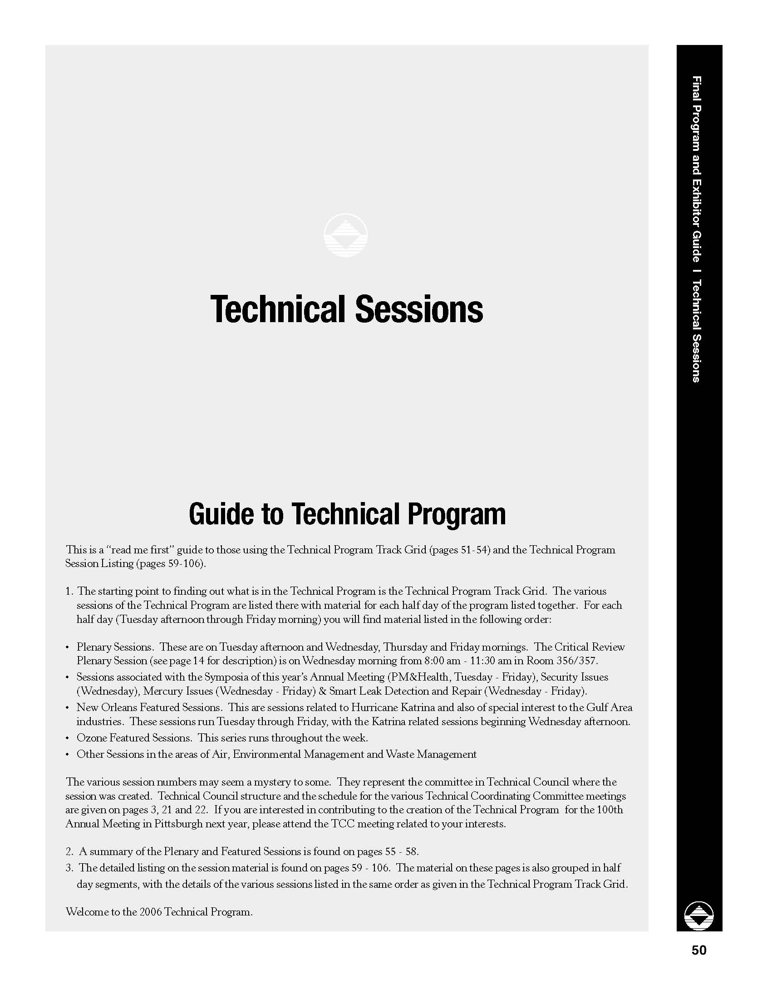 Final Program and Exhibitor Guide I Technical Sessions
Technical Sessions
Guide to Technical Program
This is a “read me first” guide to those using the Technical Program Track Grid (pages 51-54) and the Technical Program
Session Listing (pages 59-106).
1. The starting point to finding out what is in the Technical Program is the Technical Program Track Grid. The various
sessions of the Technical Program are listed there with material for each half day of the program listed together. For each
half day (Tuesday afternoon through Friday morning) you will find material listed in the following order:
• Plenary Sessions. These are on Tuesday afternoon and Wednesday, Thursday and Friday mornings. The Critical Review
Plenary Session (see page 14 for description) is on Wednesday morning from 8:00 am - 11:30 am in Room 356/357.
• Sessions associated with the Symposia of this year’s Annual Meeting (PM&Health, Tuesday - Friday), Security Issues
(Wednesday), Mercury Issues (Wednesday - Friday) & Smart Leak Detection and Repair (Wednesday - Friday).
• New Orleans Featured Sessions. This are sessions related to Hurricane Katrina and also of special interest to the Gulf Area
industries. These sessions run Tuesday through Friday, with the Katrina related sessions beginning Wednesday afternoon.
• Ozone Featured Sessions. This series runs throughout the week.
• Other Sessions in the areas of Air, Environmental Management and Waste Management
The various session numbers may seem a mystery to some. They represent the committee in Technical Council where the
session was created. Technical Council structure and the schedule for the various Technical Coordinating Committee meetings
are given on pages 3, 21 and 22. If you are interested in contributing to the creation of the Technical Program for the 100th
Annual Meeting in Pittsburgh next year, please attend the TCC meeting related to your interests.
2. A summary of the Plenary and Featured Sessions is found on pages 55 - 58.
3. The detailed listing on the session material is found on pages 59 - 106. The material on these pages is also grouped in half
day segments, with the details of the various sessions listed in the same order as given in the Technical Program Track Grid.
Welcome to the 2006 Technical Program.
50